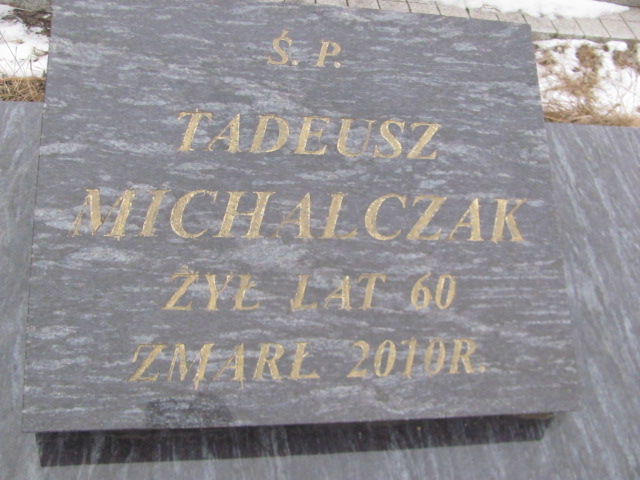 Ś. P.
TADEUSZ
MICHALCZAK
ŻYŁ LAT 60
ZMARŁ 2010R.